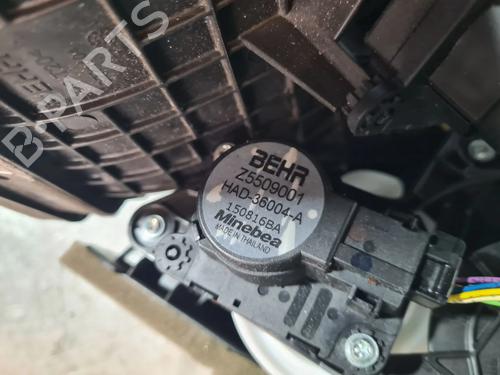 BEHR
Z5509001
HAD-36004-A
150816BA
Minebea
MADE IN THAILAND
B-PARTS